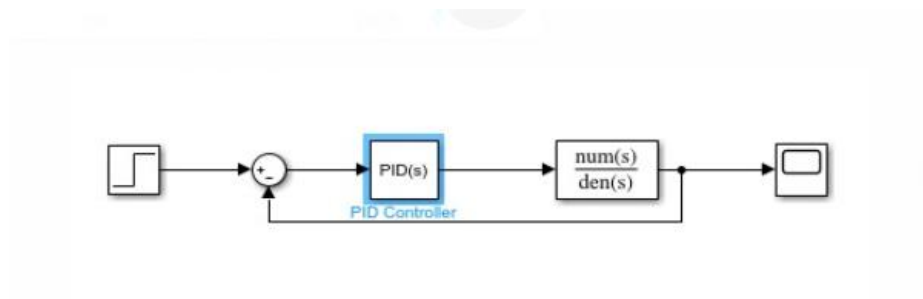 +
-
PID(s)
PID Controller
num(s)
den(s)